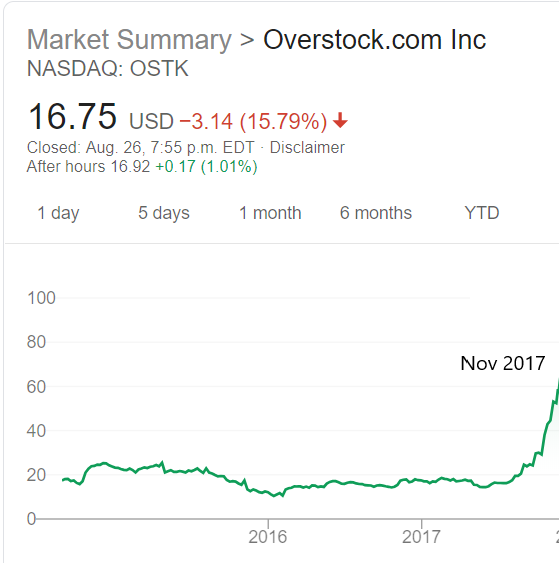 Market Summary > Overstock.com Inc
NASDAQ: OSTK
16.75 USD −3.14 (15.79%)
Closed: Aug. 26, 7:55 p.m. EDT · Disclaimer
After hours 16.92 +0.17 (1.01%)
1 day 5 days 1 month 6 months YTD
100
80
Nov 2017
60
40
20
0
2016 2017 2